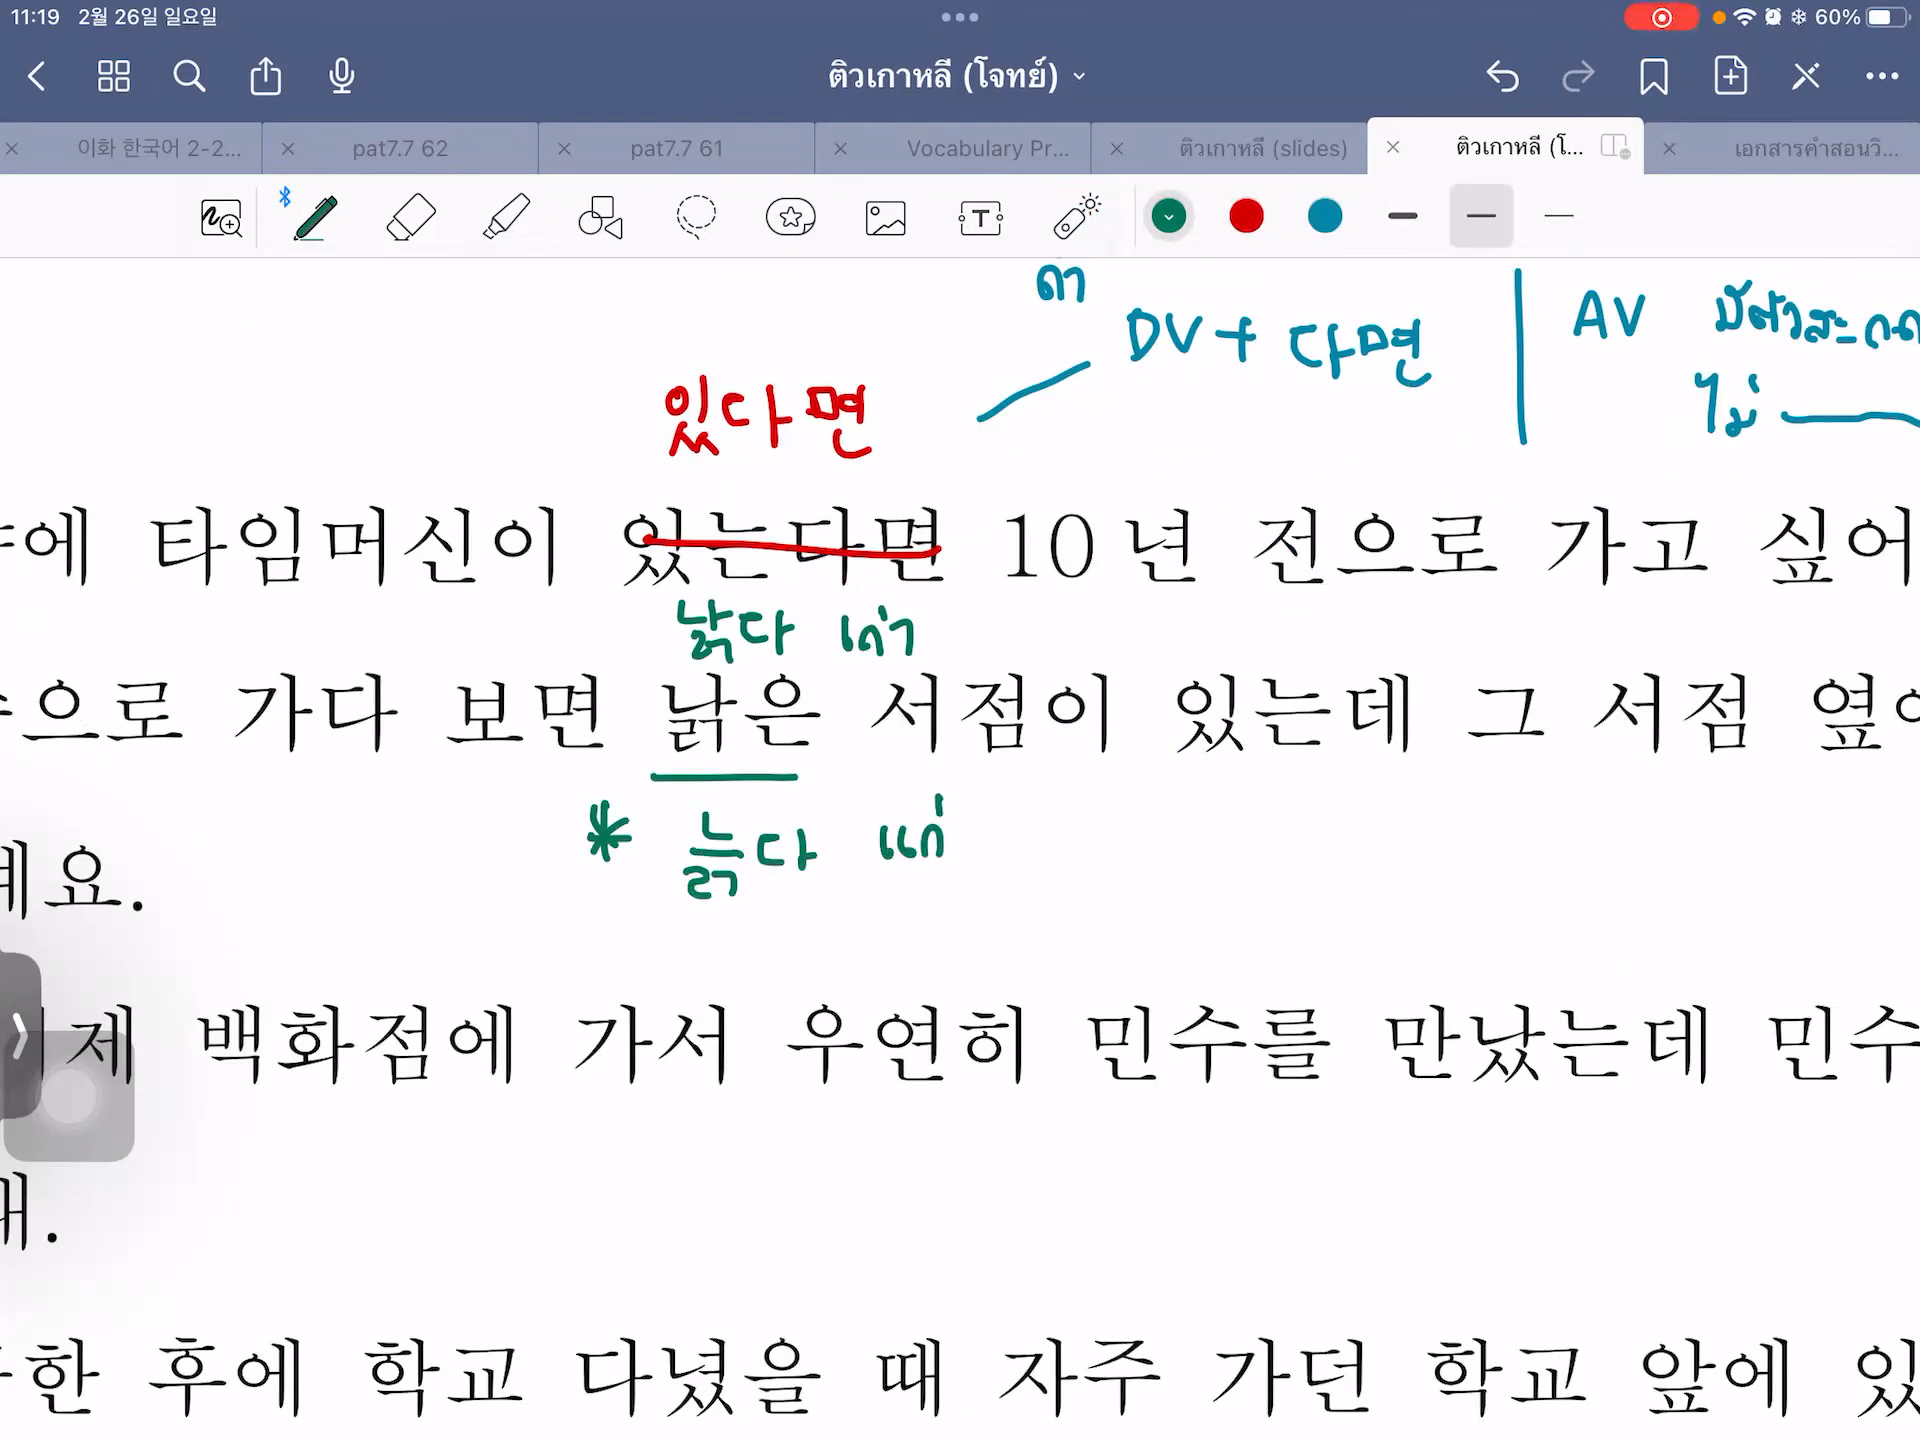 11:19 2월 26일 일요일
60%
ติวเกาหลี (โจทย์)
이화 한국어 2-2...
pat7.7 62
pat7.7 61
Vocabulary Pr...
ติวเกาหลี (slides)
ติวเกาหลี (โ...
เอกสารคำสอนวิ...
T
ถ้า
DV + 다면
AV มีตัวสะกด
ไม่
있다면
에 타임머신이 있는다면 10년 전으로 가고 싶어
낡다 เก่า
으로 가다 보면 낡은 서점이 있는데 그 서점 옆
* 늙다 แก่
예요.
제 백화점에 가서 우연히 민수를 만났는데 민수
한 후에 학교 다녔을 때 자주 가던 학교 앞에 있